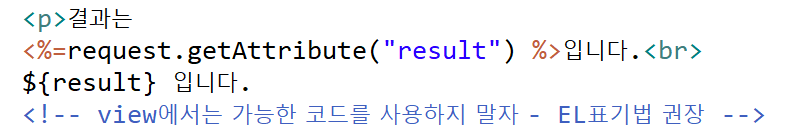 <p>결과는
<%=request.getAttribute("result") %>입니다.<br>
${result} 입니다.
<!-- view에서는 가능한 코드를 사용하지 말자 - EL표기법 권장 -->